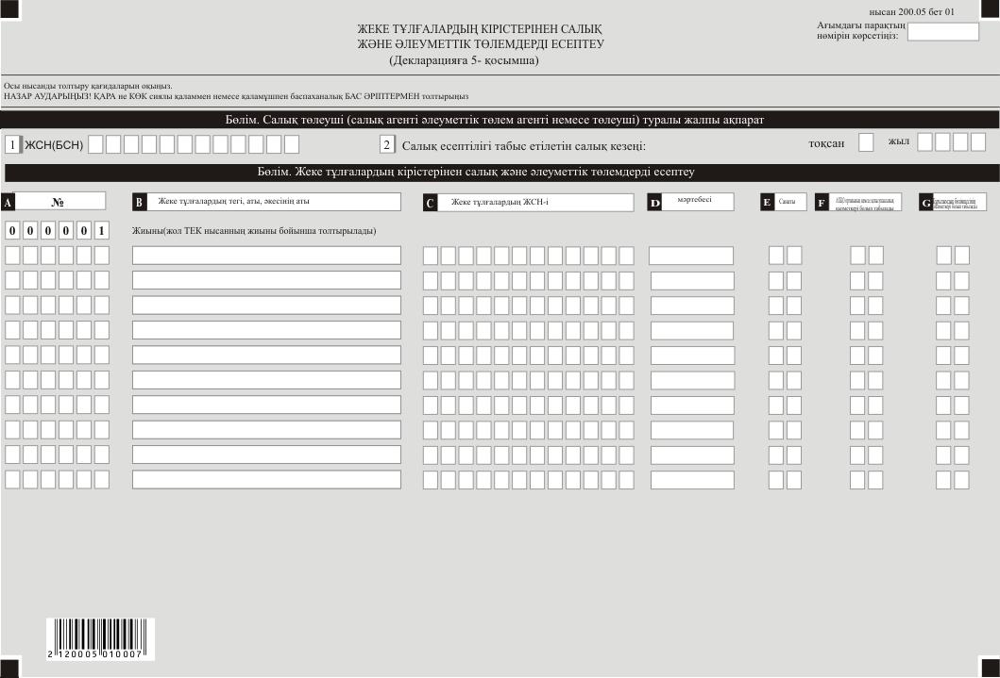 нысан 200.05 бет 01
Ағымдағы парақтың
нөмірін көрсетіңіз:
ЖЕКЕ ТҰЛҒАЛАРДЫҢ КІРІСТЕРІНЕН САЛЫҚ
ЖӘНЕ ӘЛЕУМЕТТІК ТӨЛЕМДЕРДІ ЕСЕПТЕУ
(Декларацияға 5- қосымша)
Осы нысанды толтыру қағидаларын оқыңыз.
НАЗАР АУДАРЫҢЫЗ! ҚАРА не КӨК сиялы қаламмен немесе қаламұшпен баспаханалық БАС ӘРІПТЕРМЕН толтырыңыз
Бөлім. Салық төлеуші (салық агенті әлеуметтік төлем агенті немесе төлеуші) туралы жалпы ақпарат
1 ЖСН(БСН) 2 Салық есептілігі табыс етілетін салық кезеңі: тоқсан жыл
Бөлім. Жеке тұлғалардың кірістерінен салық және әлеуметтік төлемдерді есептеу
A № B Жеке тұлғалардың тегі, аты, әкесінің аты C Жеке тұлғалардың ЖСН-і D мәртебесі E Санаты F G
қызметкері болып табылады
0 0 0 0 0 1 Жиыны(жол ТЕК нысанның жиыны бойынша толтырылады)
2 120005 010007